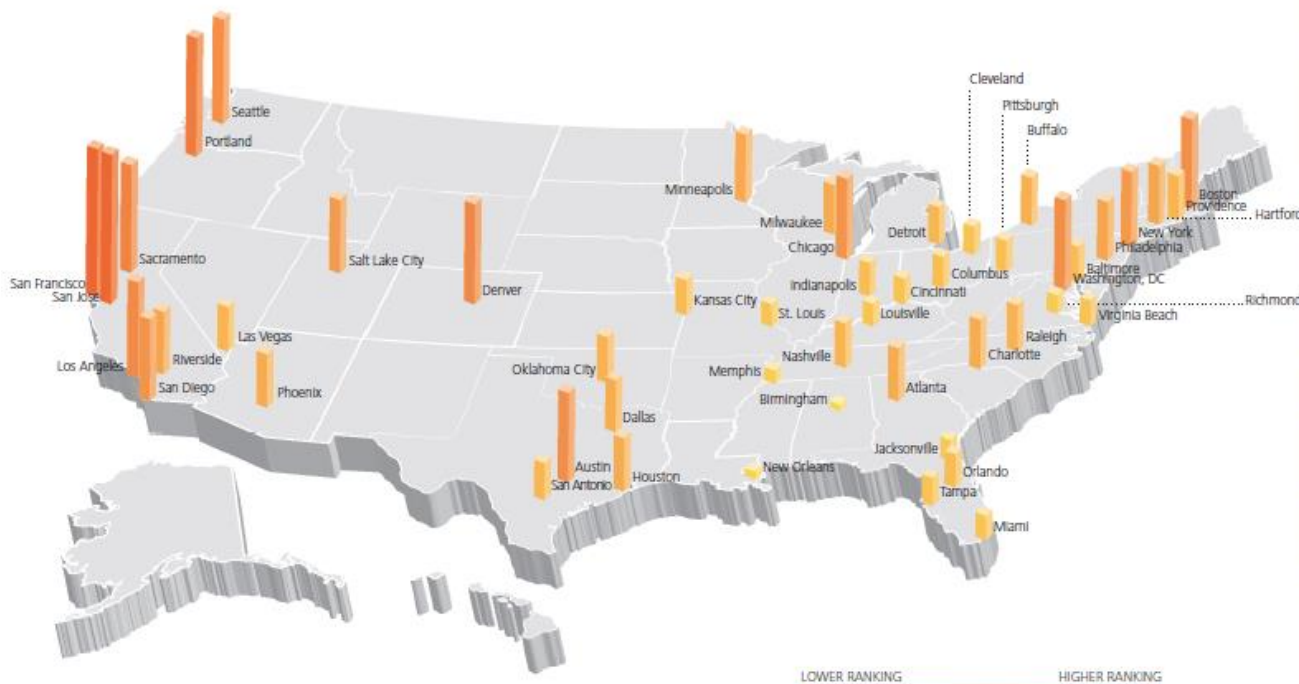 Cleveland
Pittsburgh
Seattle
Buffalo
Portland
Minneapolis
Boston
Milwaukee
Providence
Hartford
Detroit
New York
Chicago
Philadelphia
Sacramento
Salt Lake City
Columbus
Baltimore
San Francisco
Denver
Indianapolis
Cincinnati
Washington, DC
San Jose
Kansas City
Richmond
St. Louis
Louisville
Virginia Beach
Las Vegas
Raleigh
Riverside
Nashville
Charlotte
Los Angeles
Oklahoma City
Memphis
San Diego
Phoenix
Atlanta
Birmingham
Dallas
Jacksonville
Austin
New Orleans
Orlando
San Antonio
Houston
Tampa
Miami
LOWER RANKING
HIGHER RANKING